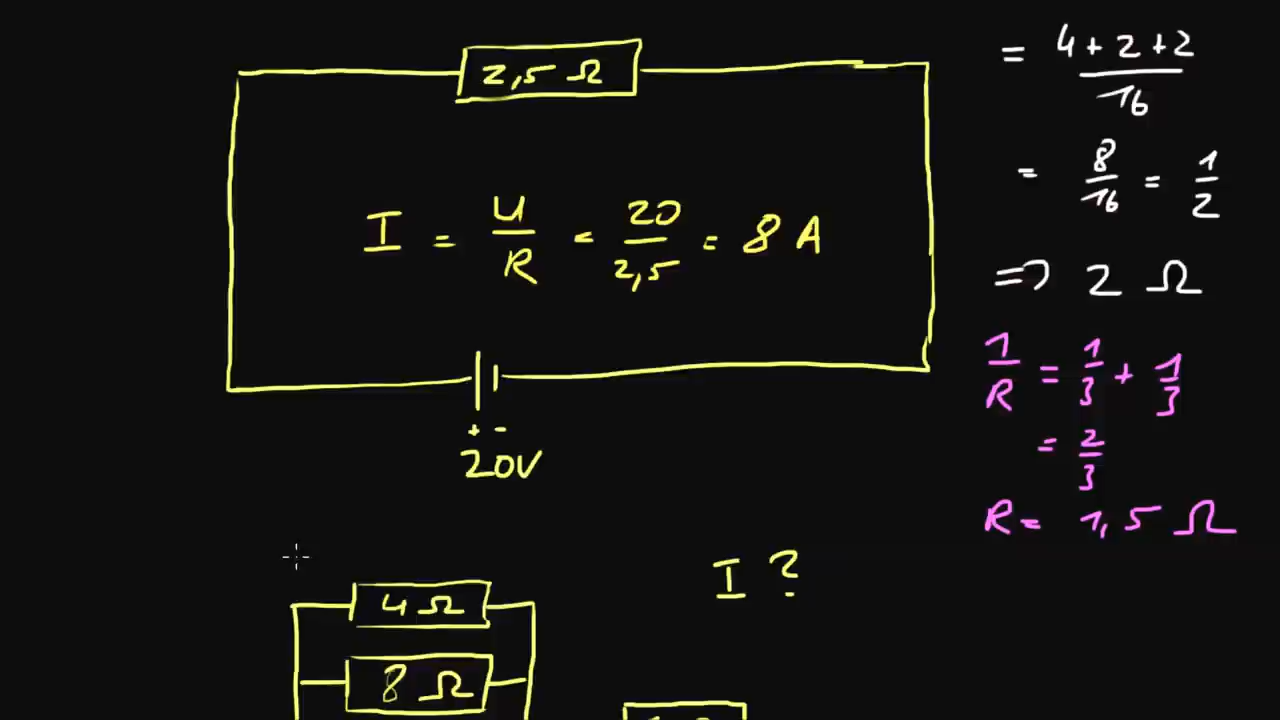 2,5 Ω
I = U/R = 20/2,5 = 8 A
+ -
20V
I ?
4 Ω
8 Ω
= 4+2+2/16
= 8/16 = 1/2
=> 2 Ω
1/R = 1/3 + 1/3
= 2/3
R = 1,5 Ω